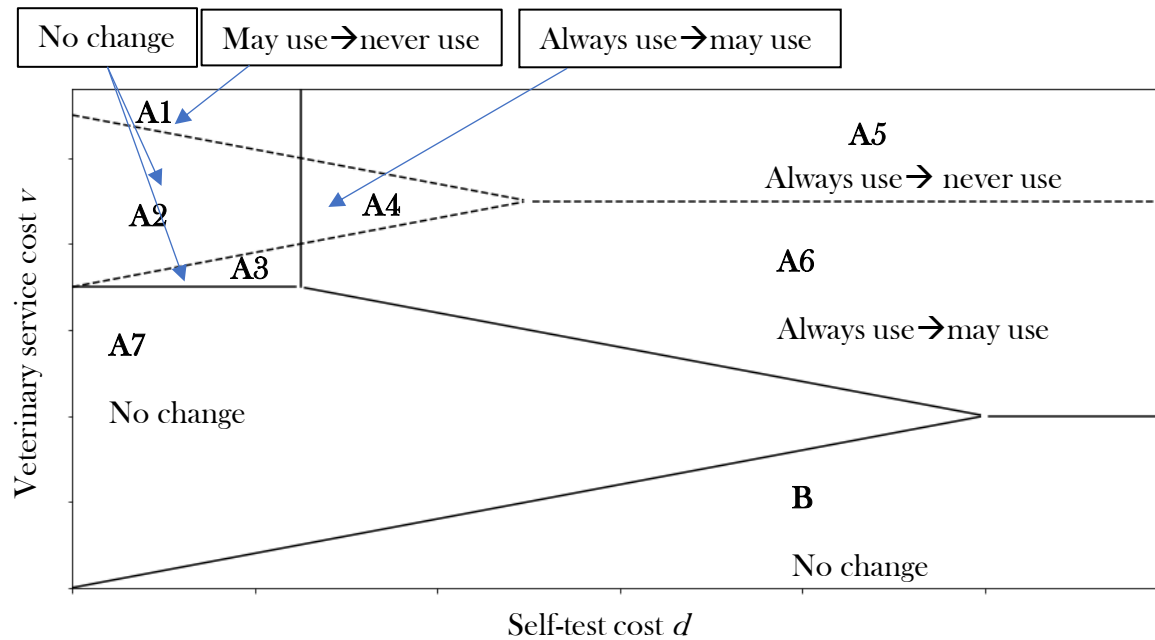 No change
May use→never use
Always use→may use
A1
A5
Always use→ never use
A2
A4
A3
A6
Always use→may use
A7
No change
B
No change
Veterinary service cost v
Self-test cost d